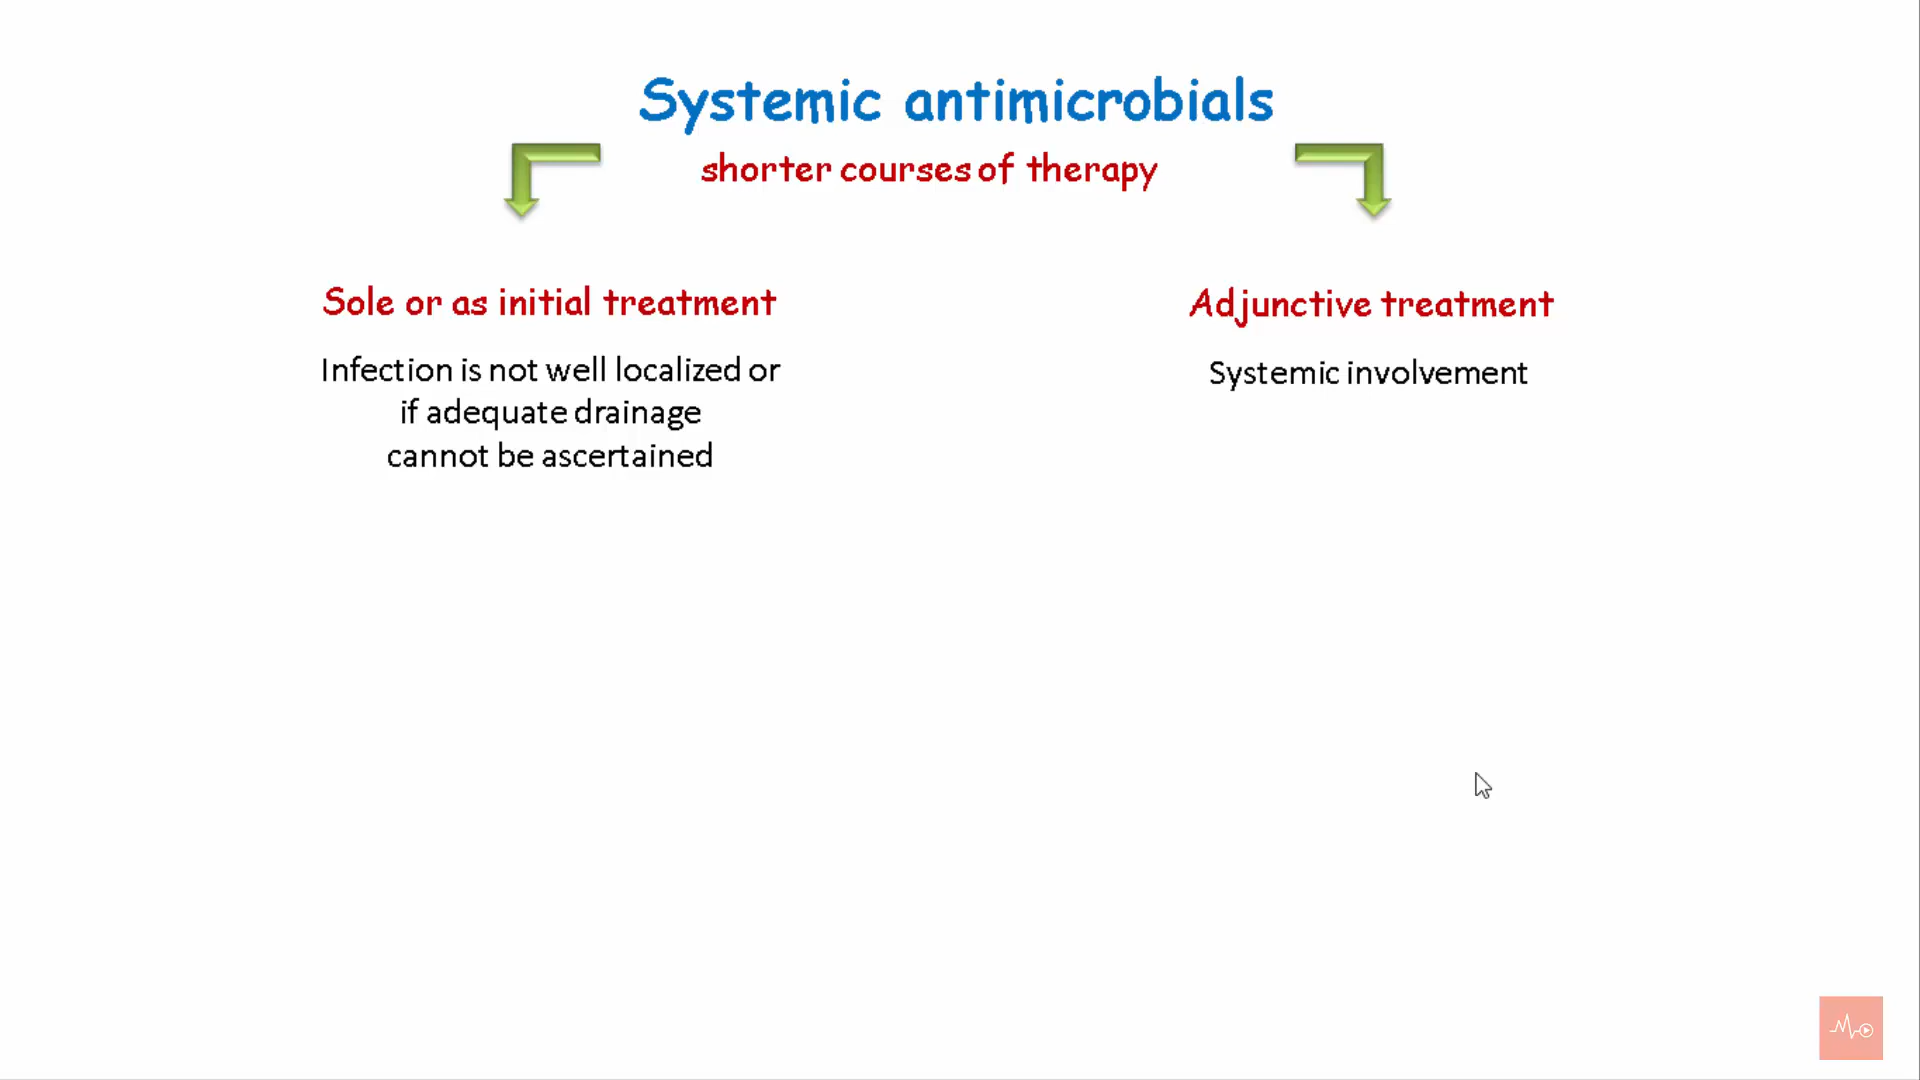 Systemic antimicrobials
shorter courses of therapy
Sole or as initial treatment
Infection is not well localized or
if adequate drainage
cannot be ascertained
Adjunctive treatment
Systemic involvement